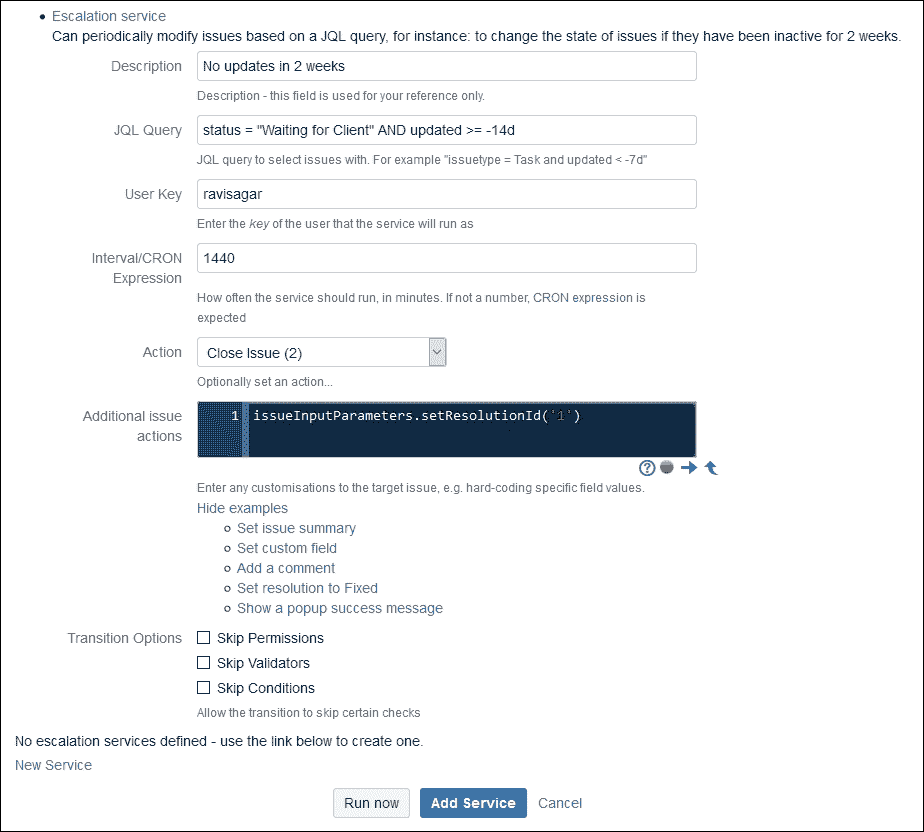 Escalation service
Can periodically modify issues based on a JQL query, for instance: to change the state of issues if they have been inactive for 2 weeks.
Description No updates in 2 weeks
Description - this field is used for your reference only.
JQL Query status = "Waiting for Client" AND updated >= -14d
JQL query to select issues with. For example "issuetype = Task and updated < -7d"
User Key ravisagar
Enter the key of the user that the service will run as
Interval/CRON 1440
Expression
How often the service should run, in minutes. If not a number, CRON expression is
expected
Action Close Issue (2)
Optionally set an action...
Additional issue 1 issueInputParameters.setResolutionId('1')
actions
Enter any customisations to the target issue, e.g. hard-coding specific field values.
Hide examples
Set issue summary
Set custom field
Add a comment
Set resolution to Fixed
Show a popup success message
Transition Options Skip Permissions
Skip Validators
Skip Conditions
Allow the transition to skip certain checks
No escalation services defined - use the link below to create one.
New Service
Run now Add Service Cancel